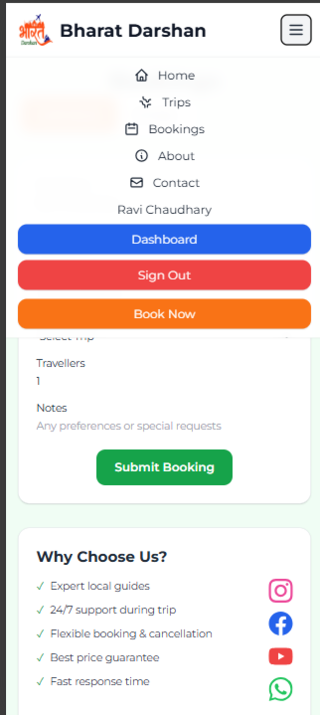 भारत
Darshan
Bharat Darshan
Home
Trips
Bookings
About
Contact
Ravi Chaudhary
Dashboard
Sign Out
Book Now
Select Trip
Travellers
1
Notes
Any preferences or special requests
Submit Booking
Why Choose Us?
✓ Expert local guides
✓ 24/7 support during trip
✓ Flexible booking & cancellation
✓ Best price guarantee
✓ Fast response time